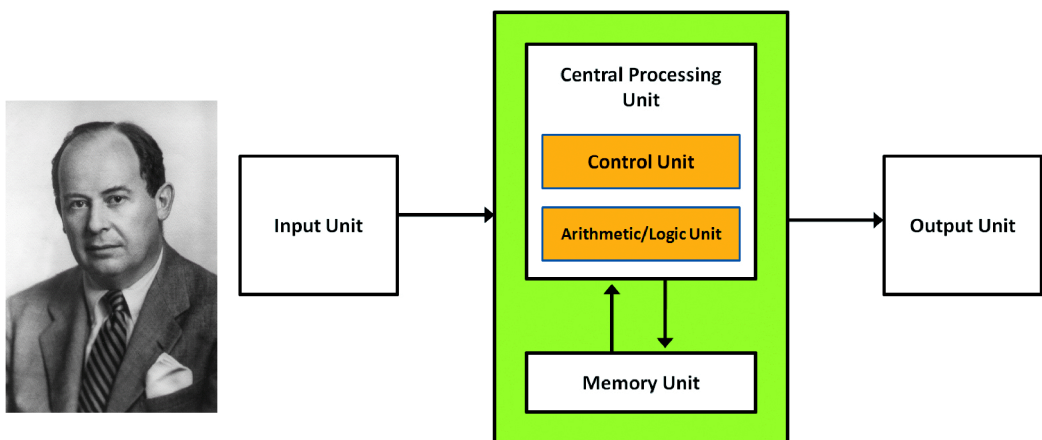 Central Processing
Unit
Control Unit
Arithmetic/Logic Unit
Input Unit
Output Unit
Memory Unit